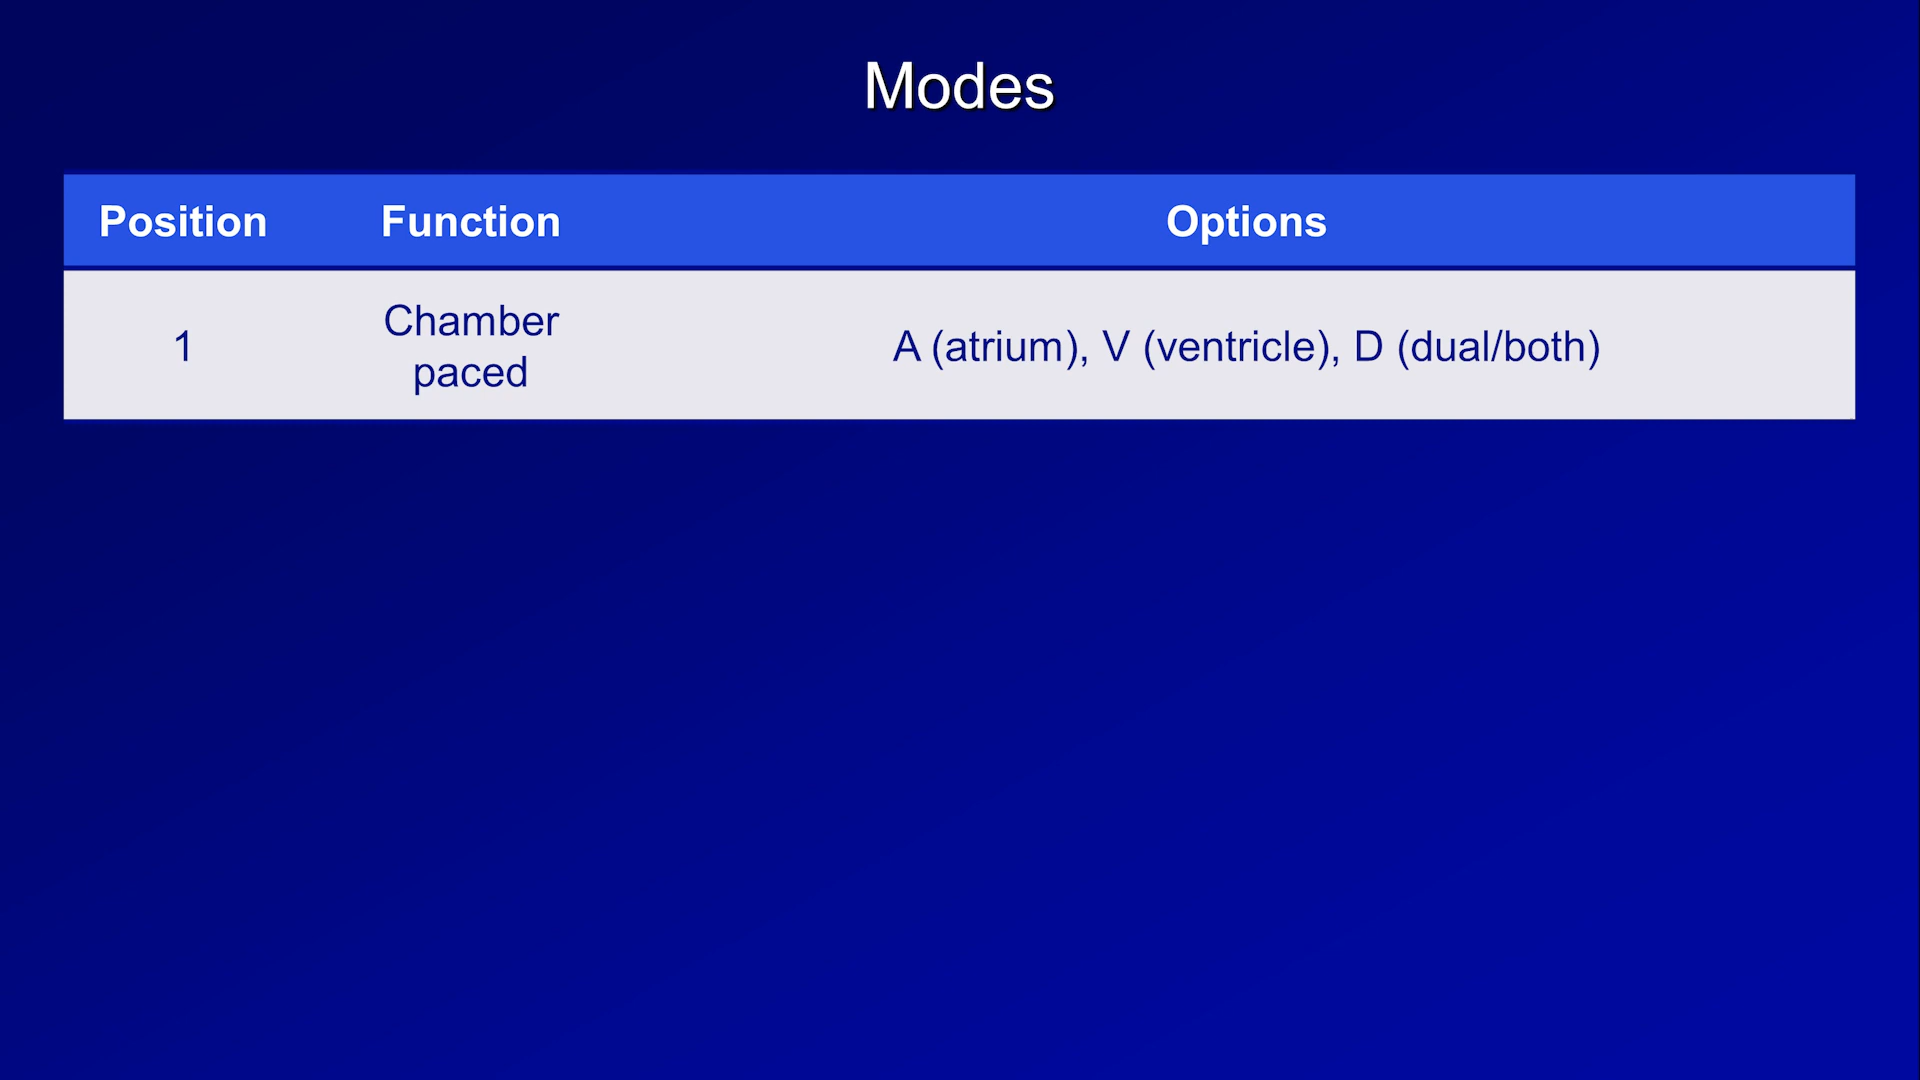 Modes
Position Function Options
1 Chamber paced A (atrium), V (ventricle), D (dual/both)